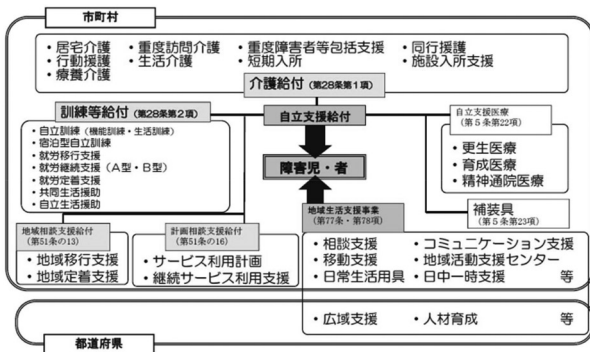 市町村
・居宅介護 ・重度訪問介護 ・重度障害者等包括支援 ・同行援護
・行動援護 ・生活介護 ・短期入所 ・施設入所支援
・療養介護
介護給付 (第28条第1項)
訓練等給付 (第28条第2項)
・自立訓練(機能訓練・生活訓練)
・宿泊型自立訓練
・就労移行支援
・就労継続支援(A型・B型)
・就労定着支援
・共同生活援助
・自立生活援助
自立支援給付
障害児・者
自立支援医療
(第5条第22項)
・更生医療
・育成医療
・精神通院医療
補装具
(第5条第23項)
地域相談支援給付
(第51条の13)
・地域移行支援
・地域定着支援
計画相談支援給付
(第51条の16)
・サービス利用計画
・継続サービス利用支援
地域生活支援事業
(第77条・第78項)
・相談支援 ・コミュニケーション支援
・移動支援 ・地域活動支援センター
・日常生活用具 ・日中一時支援 等
・広域支援 ・人材育成 等
都道府県